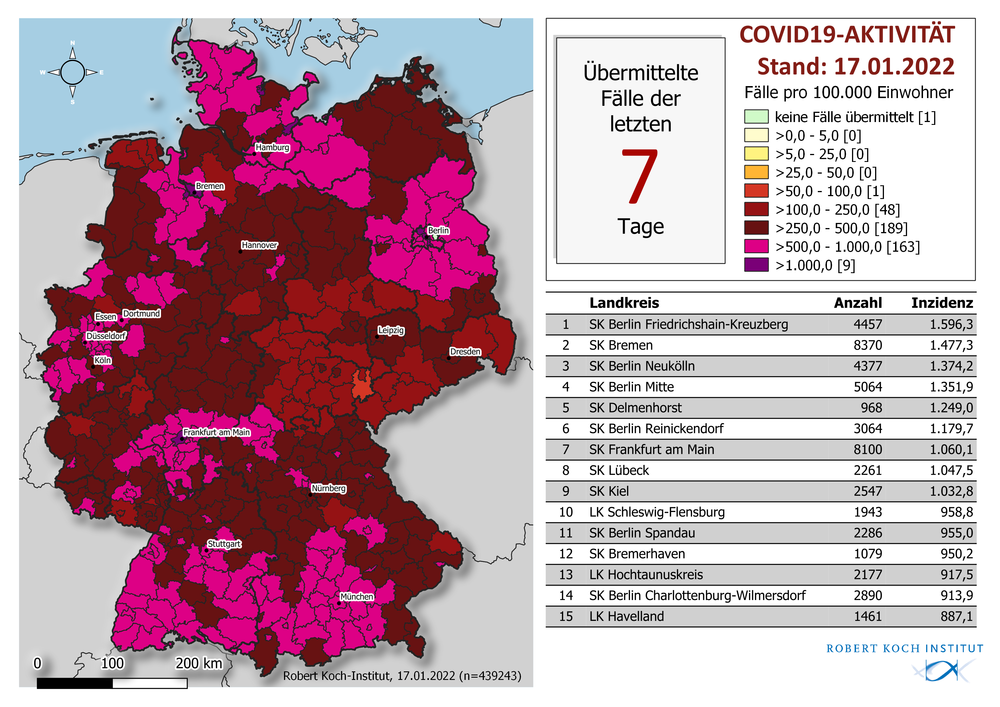 N
W
E
S
Hamburg
Bremen
Berlin
Hannover
Essen
Dortmund
Düsseldorf
Leipzig
Köln
Dresden
Frankfurt am Main
Nürnberg
Stuttgart
München
0 100 200 km
Robert Koch-Institut, 17.01.2022 (n=439243)
Übermittelte
Fälle der
letzten
7
Tage
COVID19-AKTIVITÄT
Stand: 17.01.2022
Fälle pro 100.000 Einwohner
keine Fälle übermittelt [1]
>0,0 - 5,0 [0]
>5,0 - 25,0 [0]
>25,0 - 50,0 [0]
>50,0 - 100,0 [1]
>100,0 - 250,0 [48]
>250,0 - 500,0 [189]
>500,0 - 1.000,0 [163]
>1.000,0 [9]
Landkreis Anzahl Inzidenz
1 SK Berlin Friedrichshain-Kreuzberg 4457 1.596,3
2 SK Bremen 8370 1.477,3
3 SK Berlin Neukölln 4377 1.374,2
4 SK Berlin Mitte 5064 1.351,9
5 SK Delmenhorst 968 1.249,0
6 SK Berlin Reinickendorf 3064 1.179,7
7 SK Frankfurt am Main 8100 1.060,1
8 SK Lübeck 2261 1.047,5
9 SK Kiel 2547 1.032,8
10 LK Schleswig-Flensburg 1943 958,8
11 SK Berlin Spandau 2286 955,0
12 SK Bremerhaven 1079 950,2
13 LK Hochtaunuskreis 2177 917,5
14 SK Berlin Charlottenburg-Wilmersdorf 2890 913,9
15 LK Havelland 1461 887,1
ROBERT KOCH INSTITUT